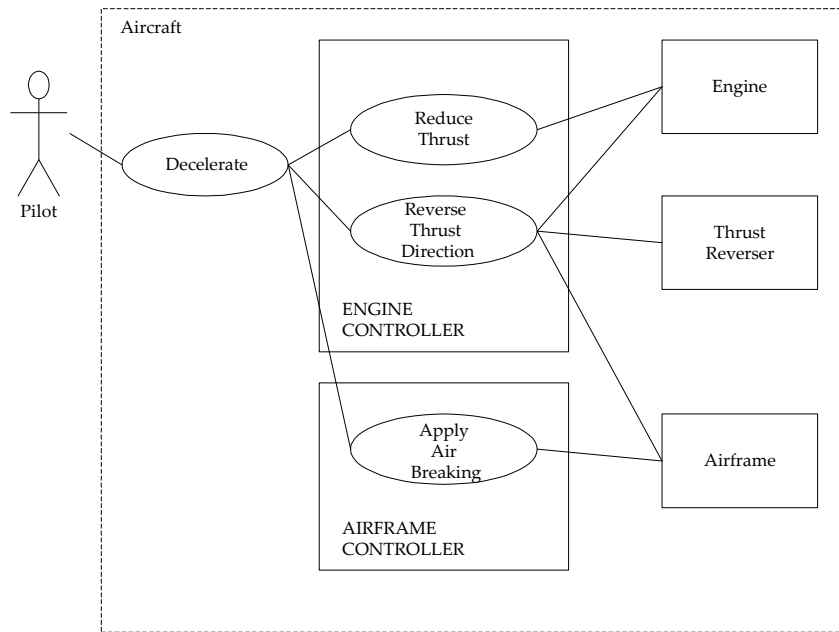 Aircraft
Pilot
Decelerate
Reduce
Thrust
Reverse
Thrust
Direction
ENGINE
CONTROLLER
Apply
Air
Breaking
AIRFRAME
CONTROLLER
Engine
Thrust
Reverser
Airframe